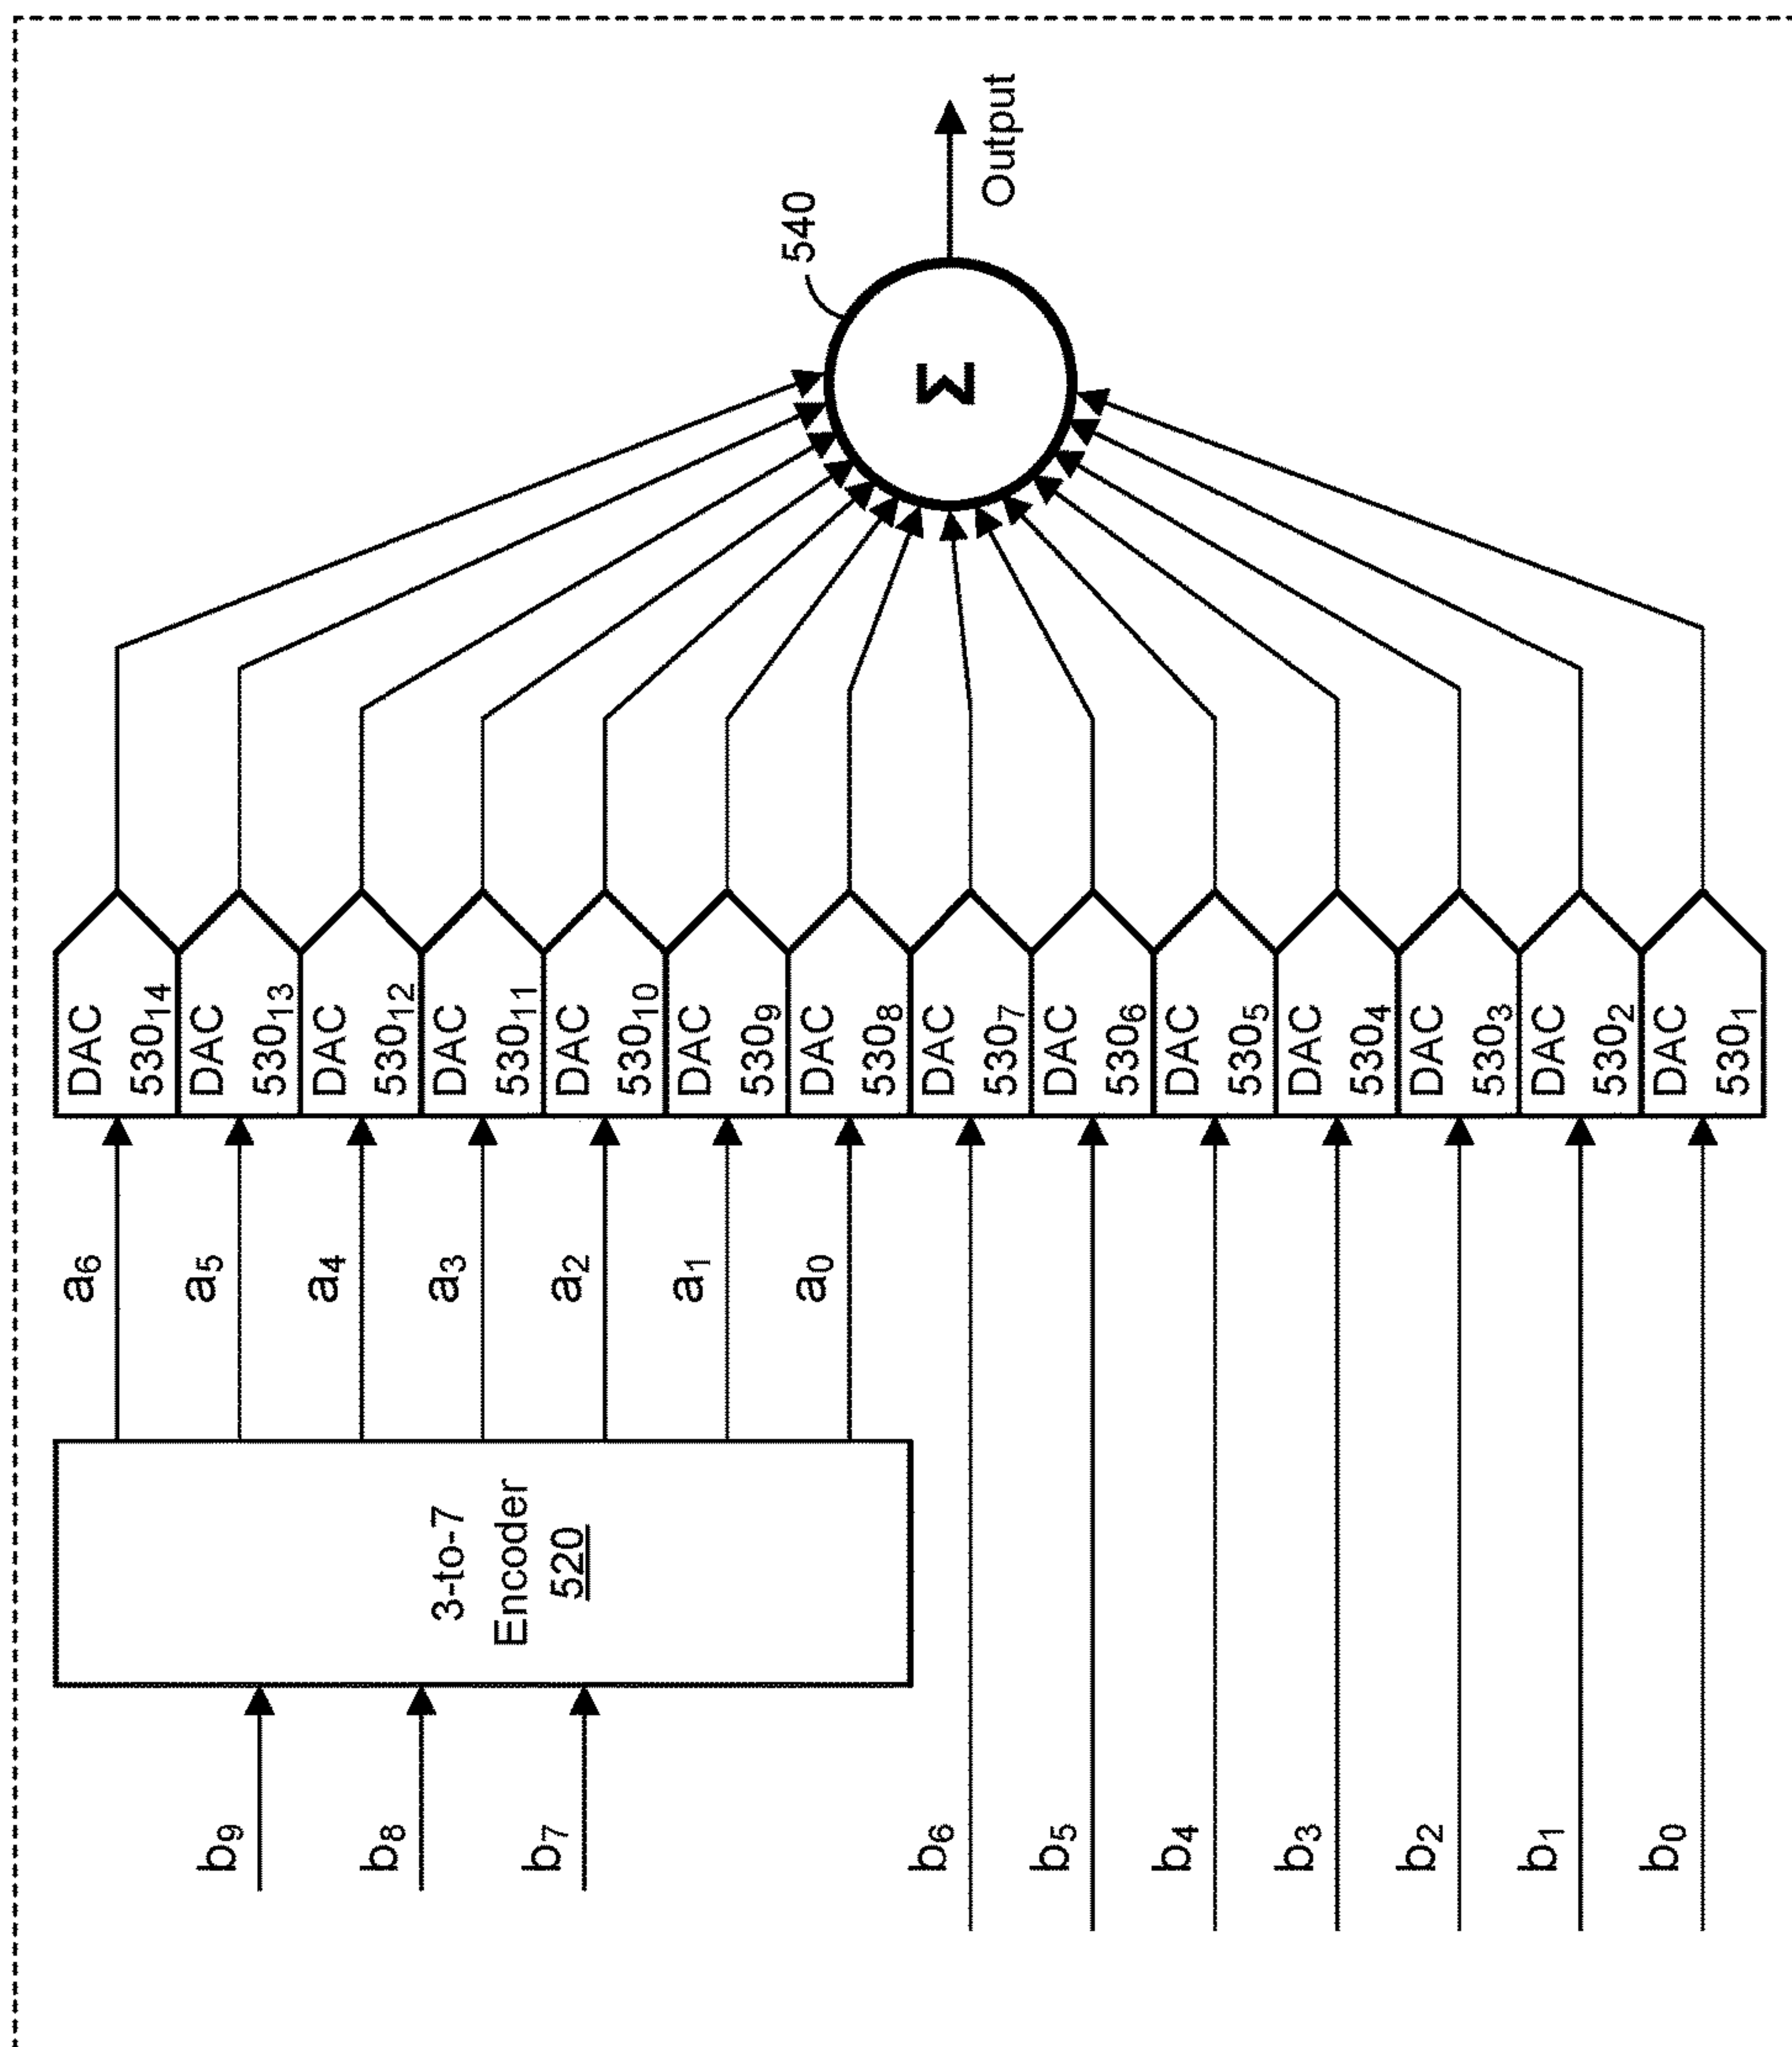 b9
b8
b7
b6
b5
b4
b3
b2
b1
b0
3-to-7
Encoder
520
a6
a5
a4
a3
a2
a1
a0
DAC
53014
DAC
53013
DAC
53012
DAC
53011
DAC
53010
DAC
5309
DAC
5308
DAC
5307
DAC
5306
DAC
5305
DAC
5304
DAC
5303
DAC
5302
DAC
5301
540
Σ
Output